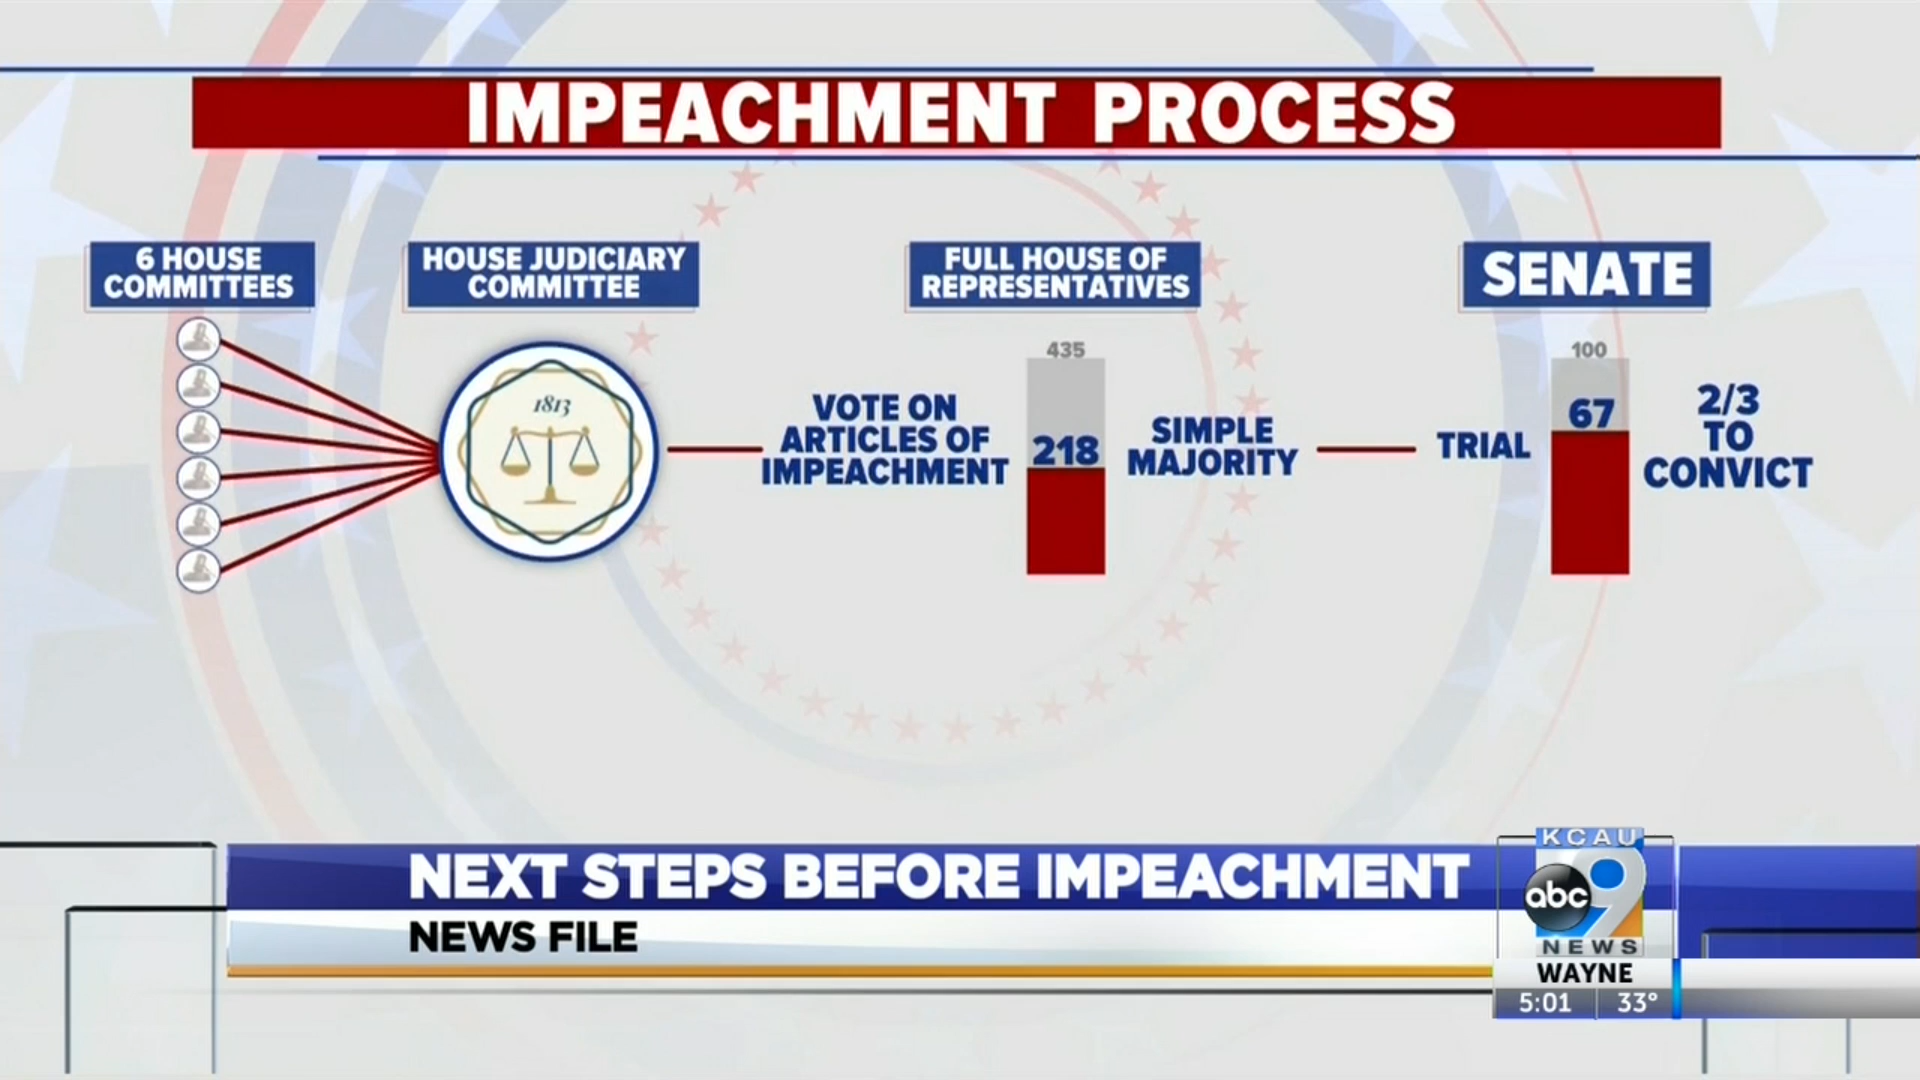 IMPEACHMENT PROCESS
6 HOUSE
COMMITTEES
HOUSE JUDICIARY
COMMITTEE
1813
VOTE ON
ARTICLES OF
IMPEACHMENT
FULL HOUSE OF
REPRESENTATIVES
435
218
SIMPLE
MAJORITY
SENATE
TRIAL
100
67
2/3
TO
CONVICT
NEXT STEPS BEFORE IMPEACHMENT
NEWS FILE
KCAU
abc 9
NEWS
WAYNE
5:01 33°